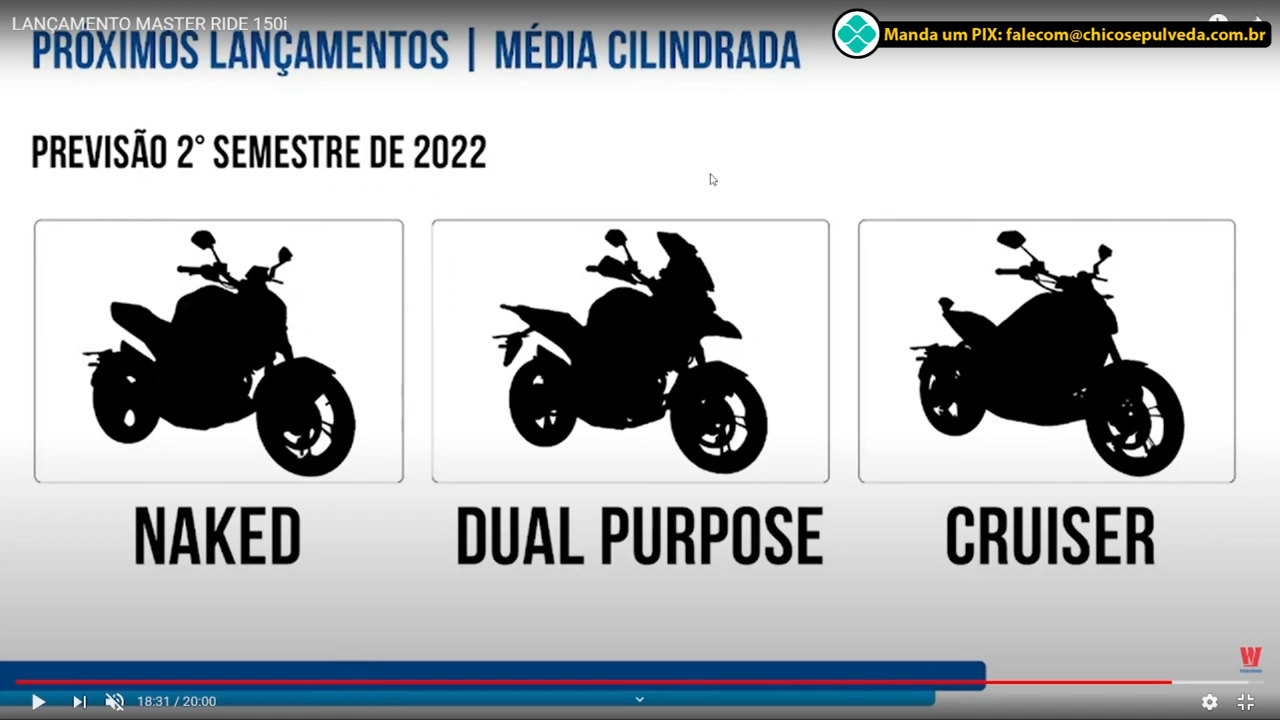 LANÇAMENTO MASTER RIDE 150i
Manda um PIX: falecom@chicosepulveda.com.br
PRÓXIMOS LANÇAMENTOS | MÉDIA CILINDRADA
PREVISÃO 2° SEMESTRE DE 2022
NAKED
DUAL PURPOSE
CRUISER
18:31 / 20:00